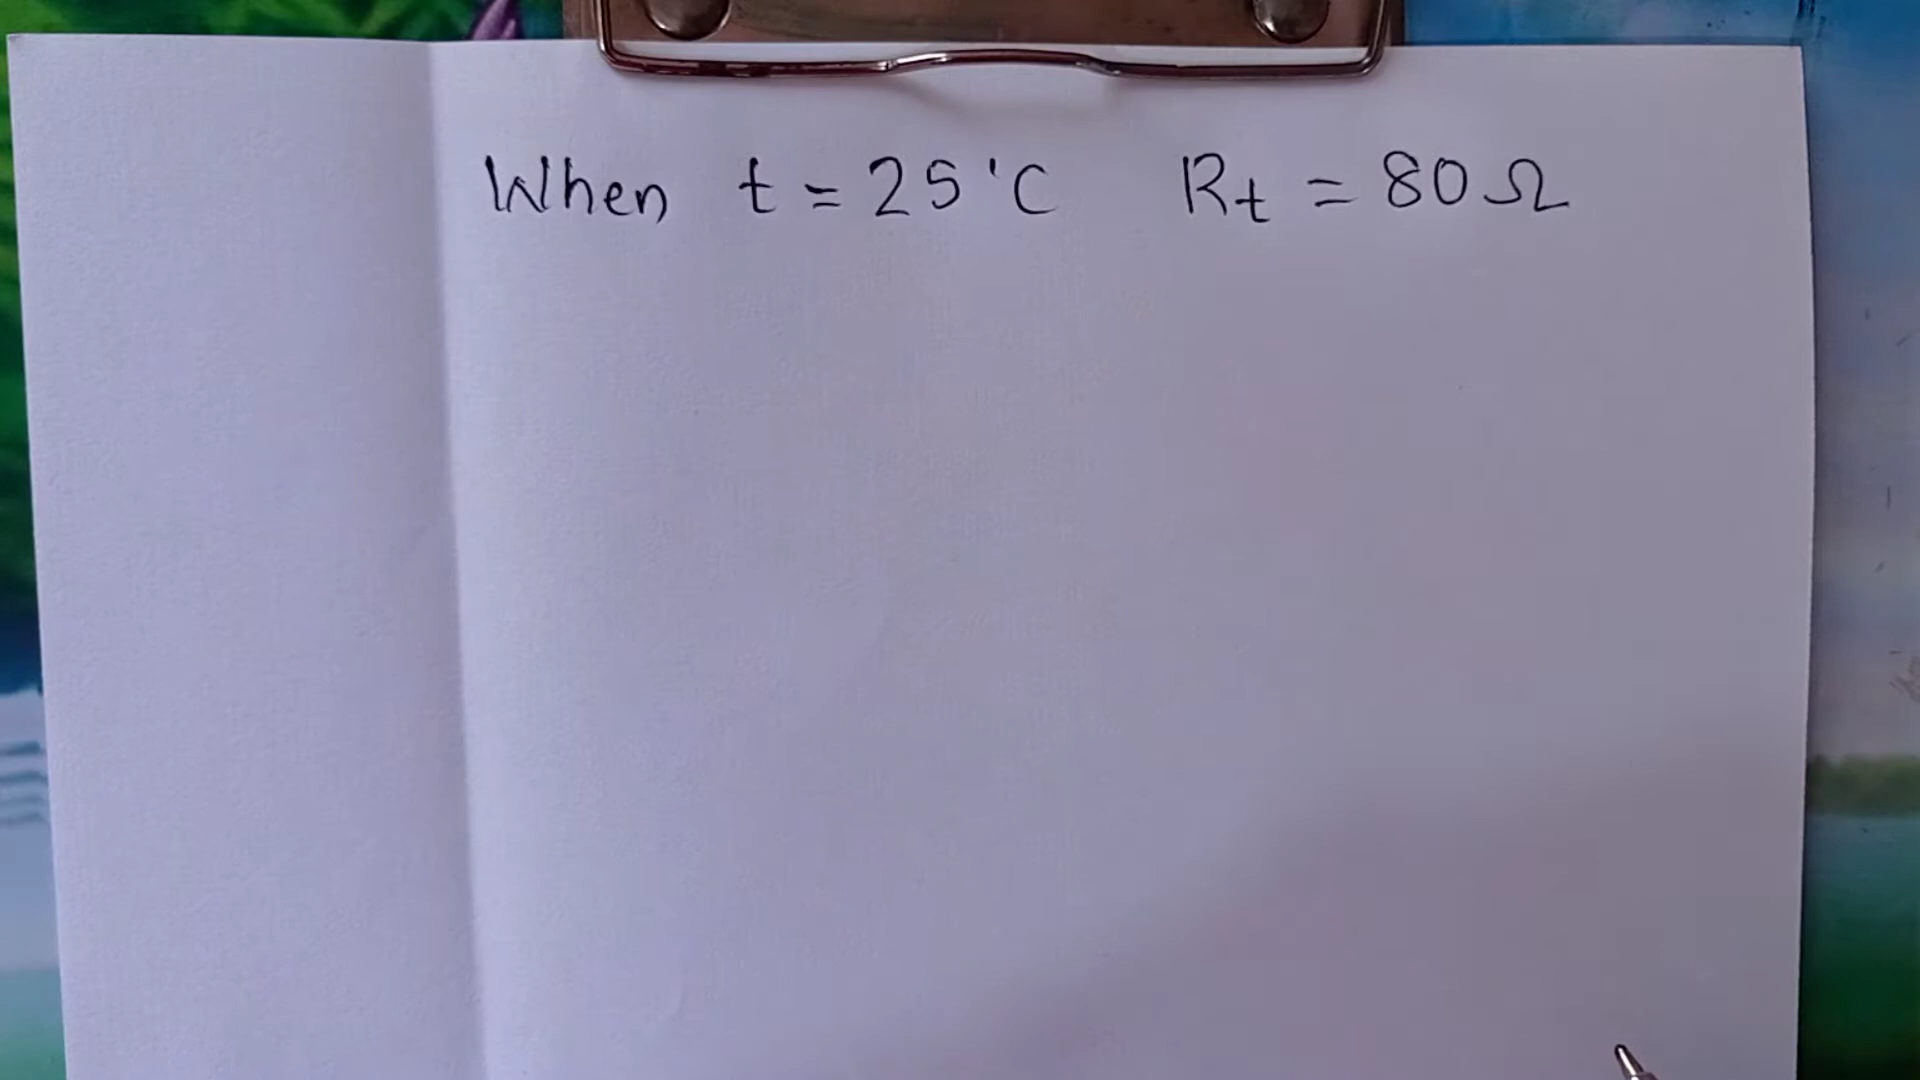 When t = 25°C Rt = 80Ω